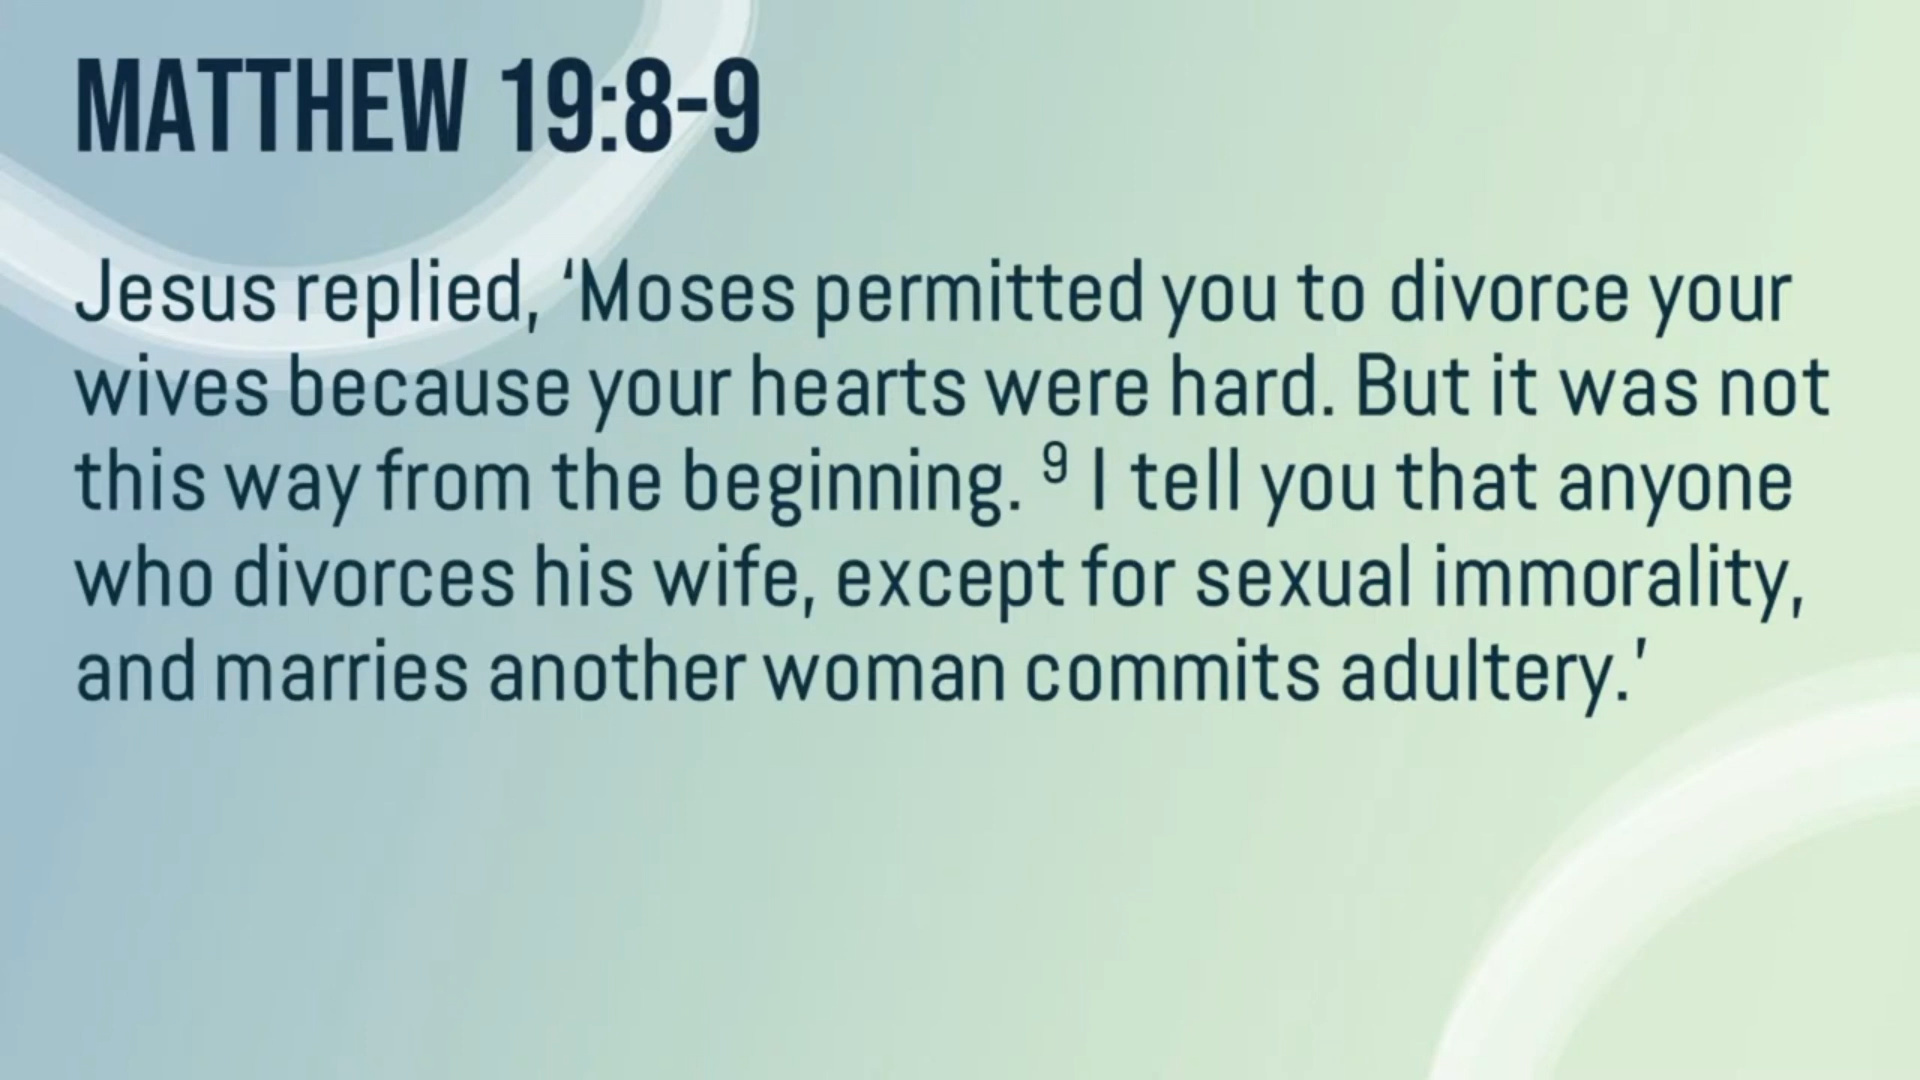 MATTHEW 19:8-9
Jesus replied, ‘Moses permitted you to divorce your
wives because your hearts were hard. But it was not
this way from the beginning. ⁹ I tell you that anyone
who divorces his wife, except for sexual immorality,
and marries another woman commits adultery.’